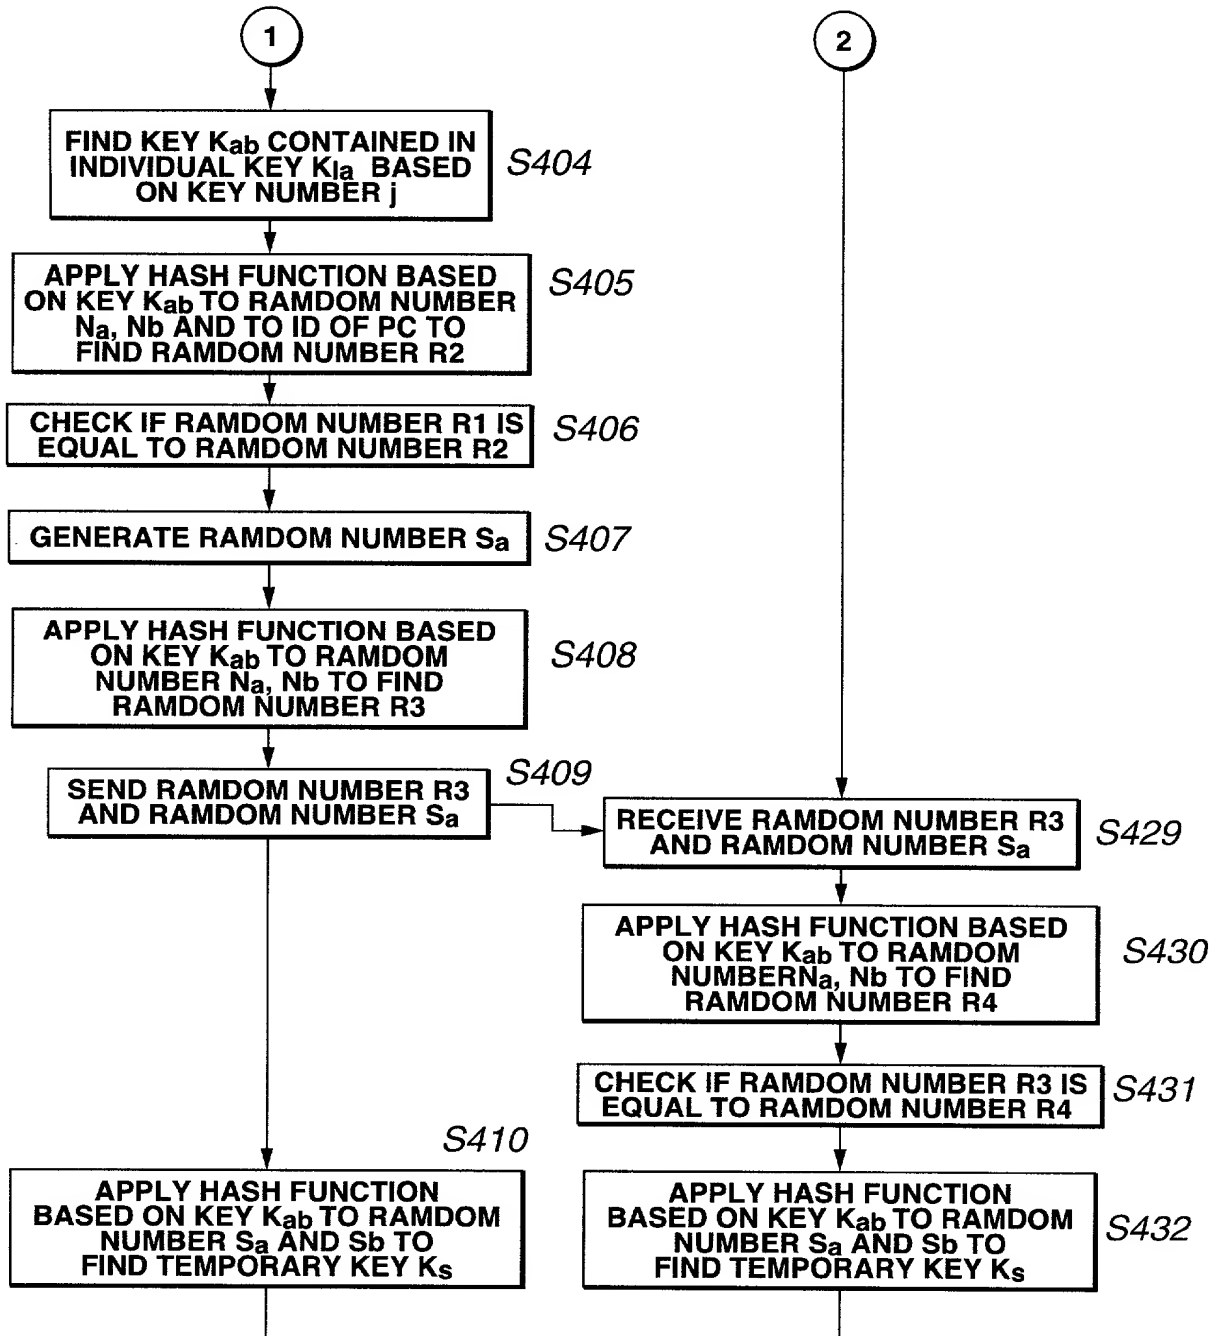 1
2
FIND KEY Kab CONTAINED IN
INDIVIDUAL KEY KIa BASED
ON KEY NUMBER j
S404
APPLY HASH FUNCTION BASED
ON KEY Kab TO RAMDOM NUMBER
Na, Nb AND TO ID OF PC TO
FIND RAMDOM NUMBER R2
S405
CHECK IF RAMDOM NUMBER R1 IS
EQUAL TO RAMDOM NUMBER R2
S406
GENERATE RAMDOM NUMBER Sa
S407
APPLY HASH FUNCTION BASED
ON KEY Kab TO RAMDOM
NUMBER Na, Nb TO FIND
RAMDOM NUMBER R3
S408
SEND RAMDOM NUMBER R3
AND RAMDOM NUMBER Sa
S409
RECEIVE RAMDOM NUMBER R3
AND RAMDOM NUMBER Sa
S429
APPLY HASH FUNCTION BASED
ON KEY Kab TO RAMDOM
NUMBERNa, Nb TO FIND
RAMDOM NUMBER R4
S430
CHECK IF RAMDOM NUMBER R3 IS
EQUAL TO RAMDOM NUMBER R4
S431
S410
APPLY HASH FUNCTION
BASED ON KEY Kab TO RAMDOM
NUMBER Sa AND Sb TO
FIND TEMPORARY KEY Ks
APPLY HASH FUNCTION
BASED ON KEY Kab TO RAMDOM
NUMBER Sa AND Sb TO
FIND TEMPORARY KEY Ks
S432